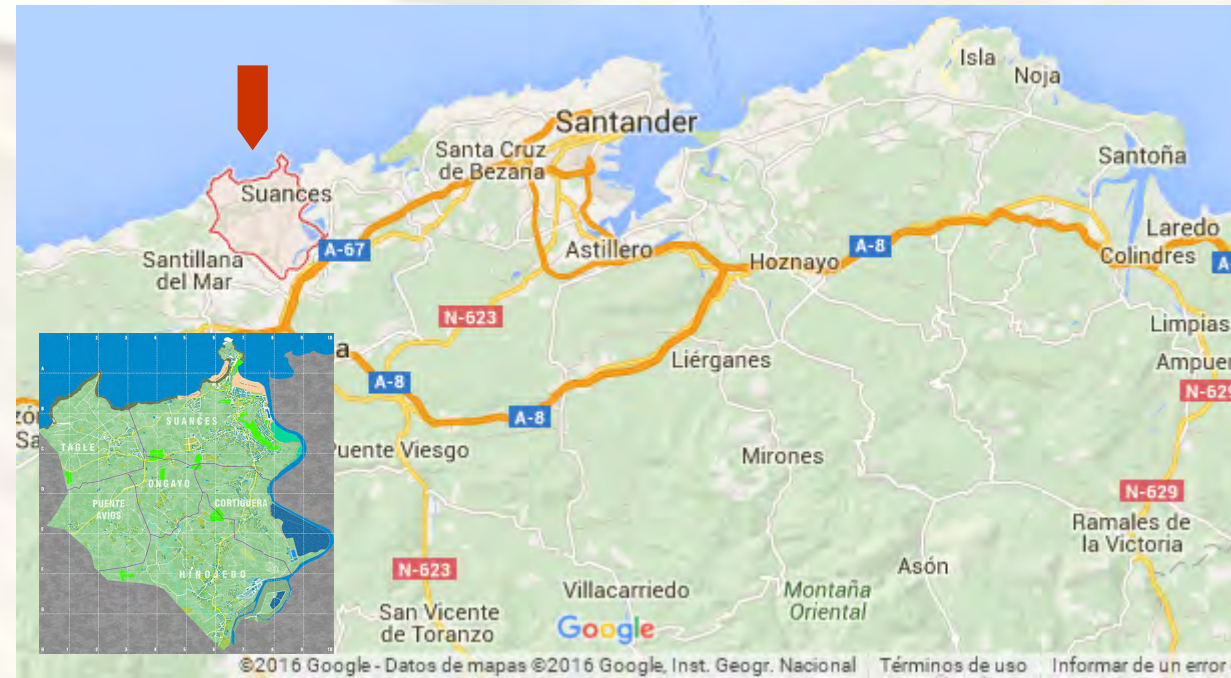 Isla
Noja
Santander
Santa Cruz
de Bezana
Santoña
Suances
Laredo
A-67
Astillero
A-8
Santillana
del Mar
Hoznayo
Colindres
N-623
Limpias
Liérganes
A-8
N-629
A-8
SUANCES
TAGLE
Puente Viesgo
Mirones
ONGAYO
PUENTE
AVIOS
CORTIGUERA
N-629
Ramales de
la Victoria
Asón
N-623
HINOJEDO
Villacarriedo
Montaña
Oriental
San Vicente
de Toranzo
Google
©2016 Google - Datos de mapas ©2016 Google, Inst. Geogr. Nacional
Términos de uso
Informar de un error